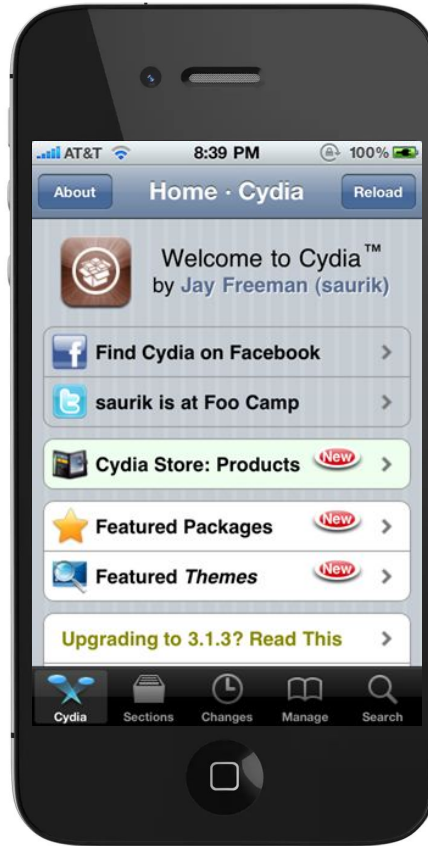 AT&T 8:39 PM 100%
About Home · Cydia Reload
Welcome to Cydia™
by Jay Freeman (saurik)
Find Cydia on Facebook
saurik is at Foo Camp
Cydia Store: Products New
Featured Packages New
Featured Themes New
Upgrading to 3.1.3? Read This
Cydia Sections Changes Manage Search